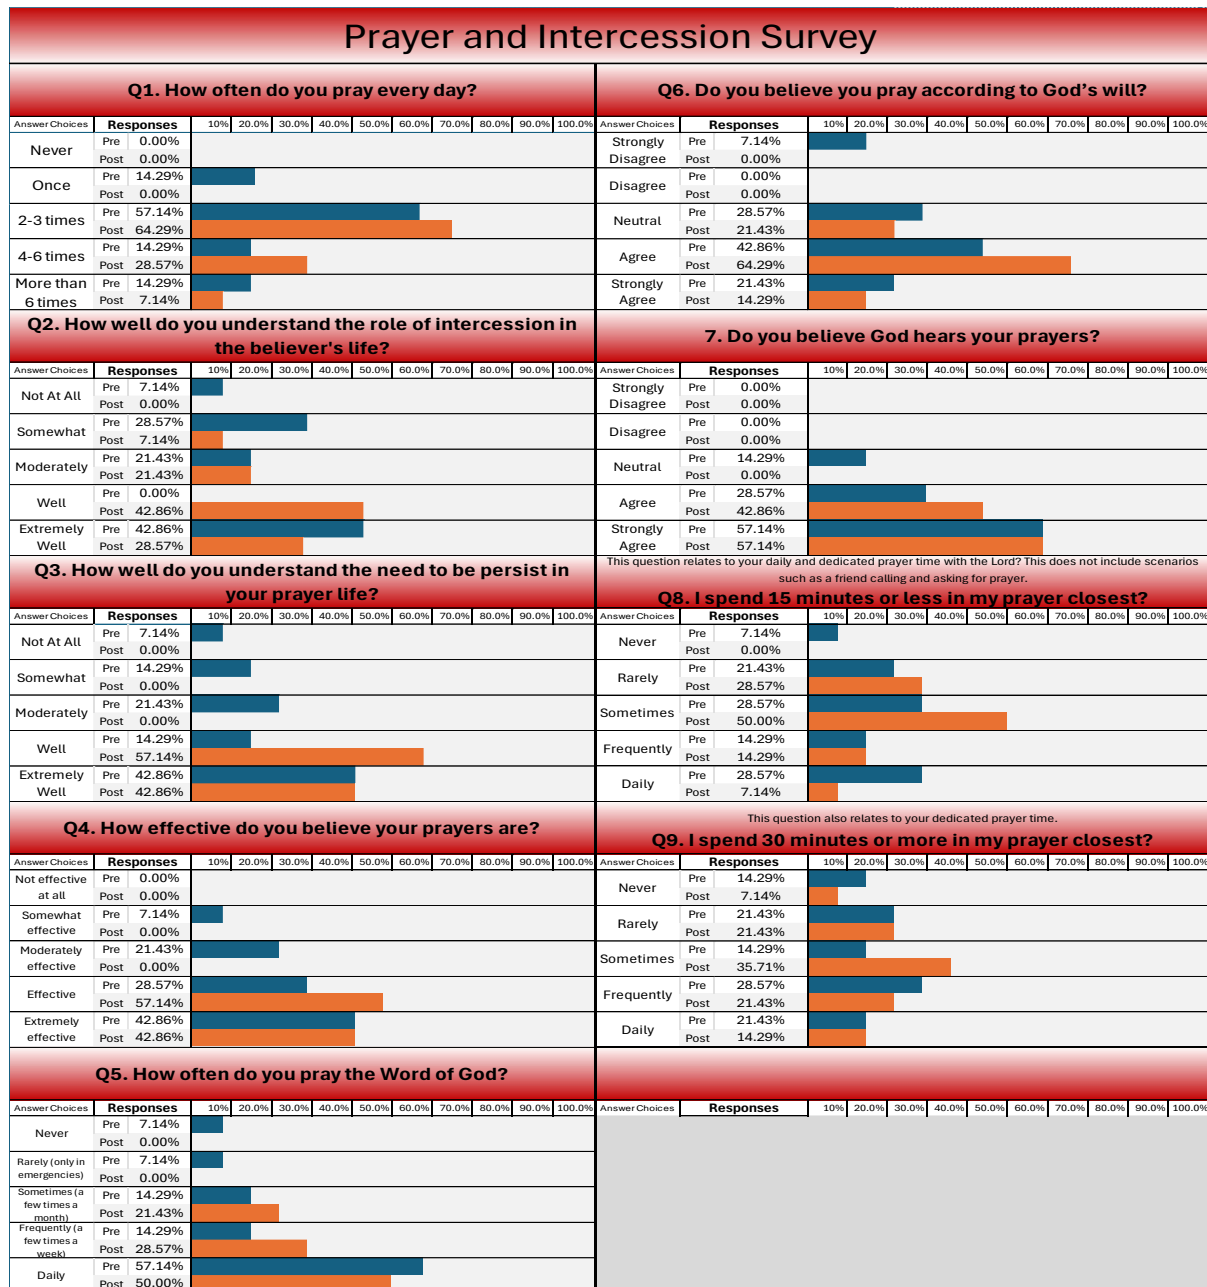 Prayer and Intercession Survey
Q1. How often do you pray every day?
Answer Choices Responses 10% 20.0% 30.0% 40.0% 50.0% 60.0% 70.0% 80.0% 90.0% 100.0%
Never
Pre 0.00%
Post 0.00%
Once
Pre 14.29%
Post 0.00%
2-3 times
Pre 57.14%
Post 64.29%
4-6 times
Pre 14.29%
Post 28.57%
More than
6 times
Pre 14.29%
Post 7.14%
Q2. How well do you understand the role of intercession in
the believer's life?
Answer Choices Responses 10% 20.0% 30.0% 40.0% 50.0% 60.0% 70.0% 80.0% 90.0% 100.0%
Not At All
Pre 7.14%
Post 0.00%
Somewhat
Pre 28.57%
Post 7.14%
Moderately
Pre 21.43%
Post 21.43%
Well
Pre 0.00%
Post 42.86%
Extremely
Well
Pre 42.86%
Post 28.57%
Q3. How well do you understand the need to be persist in
your prayer life?
Answer Choices Responses 10% 20.0% 30.0% 40.0% 50.0% 60.0% 70.0% 80.0% 90.0% 100.0%
Not At All
Pre 7.14%
Post 0.00%
Somewhat
Pre 14.29%
Post 0.00%
Moderately
Pre 21.43%
Post 0.00%
Well
Pre 14.29%
Post 57.14%
Extremely
Well
Pre 42.86%
Post 42.86%
Q4. How effective do you believe your prayers are?
Answer Choices Responses 10% 20.0% 30.0% 40.0% 50.0% 60.0% 70.0% 80.0% 90.0% 100.0%
Not effective
at all
Pre 0.00%
Post 0.00%
Somewhat
effective
Pre 7.14%
Post 0.00%
Moderately
effective
Pre 21.43%
Post 0.00%
Effective
Pre 28.57%
Post 57.14%
Extremely
effective
Pre 42.86%
Post 42.86%
Q5. How often do you pray the Word of God?
Answer Choices Responses 10% 20.0% 30.0% 40.0% 50.0% 60.0% 70.0% 80.0% 90.0% 100.0%
Never
Pre 7.14%
Post 0.00%
Rarely (only in
emergencies)
Pre 7.14%
Post 0.00%
Sometimes (a
few times a
month)
Pre 14.29%
Post 21.43%
Frequently (a
few times a
week)
Pre 14.29%
Post 28.57%
Daily
Pre 57.14%
Post 50.00%
Q6. Do you believe you pray according to God’s will?
Answer Choices Responses 10% 20.0% 30.0% 40.0% 50.0% 60.0% 70.0% 80.0% 90.0% 100.0%
Strongly
Disagree
Pre 7.14%
Post 0.00%
Disagree
Pre 0.00%
Post 0.00%
Neutral
Pre 28.57%
Post 21.43%
Agree
Pre 42.86%
Post 64.29%
Strongly
Agree
Pre 21.43%
Post 14.29%
7. Do you believe God hears your prayers?
Answer Choices Responses 10% 20.0% 30.0% 40.0% 50.0% 60.0% 70.0% 80.0% 90.0% 100.0%
Strongly
Disagree
Pre 0.00%
Post 0.00%
Disagree
Pre 0.00%
Post 0.00%
Neutral
Pre 14.29%
Post 0.00%
Agree
Pre 28.57%
Post 42.86%
Strongly
Agree
Pre 57.14%
Post 57.14%
This question relates to your daily and dedicated prayer time with the Lord? This does not include scenarios
such as a friend calling and asking for prayer.
Q8. I spend 15 minutes or less in my prayer closest?
Answer Choices Responses 10% 20.0% 30.0% 40.0% 50.0% 60.0% 70.0% 80.0% 90.0% 100.0%
Never
Pre 7.14%
Post 0.00%
Rarely
Pre 21.43%
Post 28.57%
Sometimes
Pre 28.57%
Post 50.00%
Frequently
Pre 14.29%
Post 14.29%
Daily
Pre 28.57%
Post 7.14%
This question also relates to your dedicated prayer time.
Q9. I spend 30 minutes or more in my prayer closest?
Answer Choices Responses 10% 20.0% 30.0% 40.0% 50.0% 60.0% 70.0% 80.0% 90.0% 100.0%
Never
Pre 14.29%
Post 7.14%
Rarely
Pre 21.43%
Post 21.43%
Sometimes
Pre 14.29%
Post 35.71%
Frequently
Pre 28.57%
Post 21.43%
Daily
Pre 21.43%
Post 14.29%
Answer Choices Responses 10% 20.0% 30.0% 40.0% 50.0% 60.0% 70.0% 80.0% 90.0% 100.0%